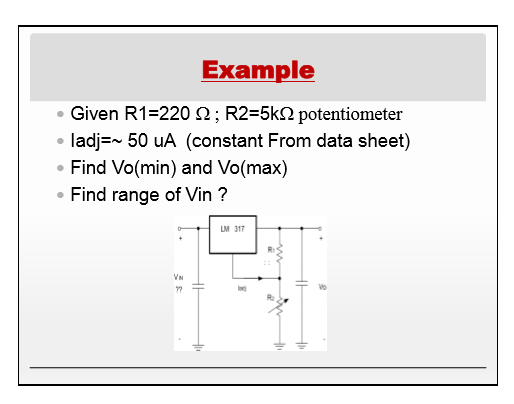 Example
Given R1=220 Ω ; R2=5kΩ potentiometer
Iadj=~ 50 uA (constant From data sheet)
Find Vo(min) and Vo(max)
Find range of Vin ?
LM 317
+
+
R1
VIN
??
Iadj
R2
Vo
-
-